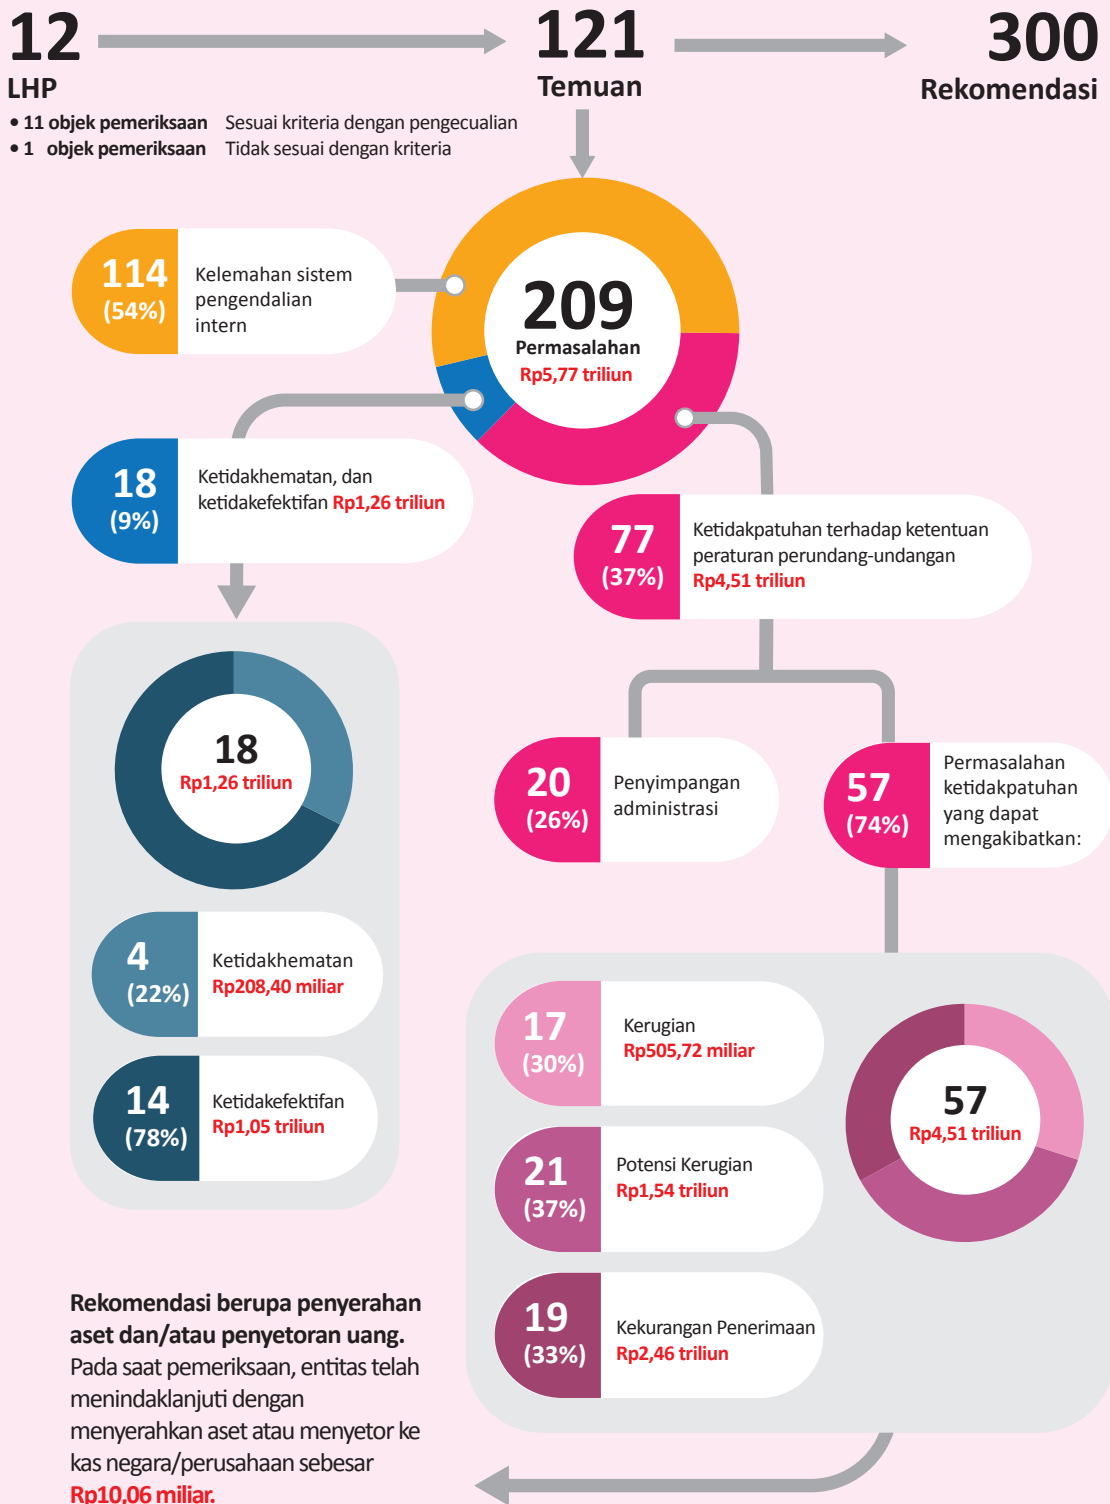 12
LHP
121
Temuan
300
Rekomendasi
• 11 objek pemeriksaan Sesuai kriteria dengan pengecualian
• 1 objek pemeriksaan Tidak sesuai dengan kriteria
114
(54%)
Kelemahan sistem
pengendalian
intern
209
Permasalahan
Rp5,77 triliun
18
(9%)
Ketidakhematan, dan
ketidakefektifan Rp1,26 triliun
77
(37%)
Ketidakpatuhan terhadap ketentuan
peraturan perundang-undangan
Rp4,51 triliun
18
Rp1,26 triliun
4
(22%)
Ketidakhematan
Rp208,40 miliar
14
(78%)
Ketidakefektifan
Rp1,05 triliun
20
(26%)
Penyimpangan
administrasi
57
(74%)
Permasalahan
ketidakpatuhan
yang dapat
mengakibatkan:
17
(30%)
Kerugian
Rp505,72 miliar
21
(37%)
Potensi Kerugian
Rp1,54 triliun
19
(33%)
Kekurangan Penerimaan
Rp2,46 triliun
57
Rp4,51 triliun
Rekomendasi berupa penyerahan
aset dan/atau penyetoran uang.
Pada saat pemeriksaan, entitas telah
menindaklanjuti dengan
menyerahkan aset atau menyetor ke
kas negara/perusahaan sebesar
Rp10,06 miliar.